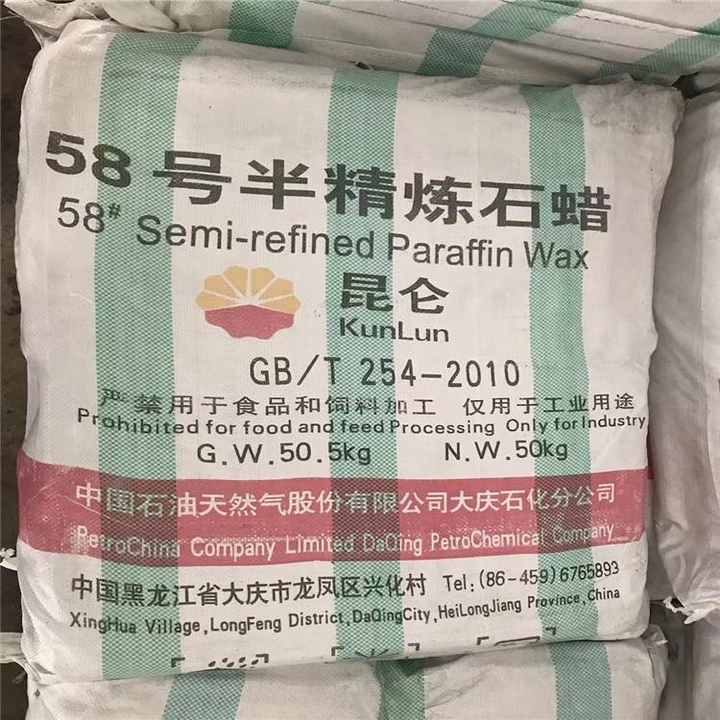 58号半精炼石蜡
58# Semi-refined Paraffin Wax
昆仑
KunLun
GB/T 254-2010
严禁用于食品和饲料加工 仅用于工业用途
Prohibited for food and feed Processing Only for Industry
G.W.50.5kg N.W.50kg
中国石油天然气股份有限公司大庆石化分公司
PetroChina Company Limited DaQing PetroChemical Company
中国黑龙江省大庆市龙凤区兴化村 Tel:(86-459)6765893
XingHua Village,LongFeng District,DaQingCity,HeiLongJiang Province,China